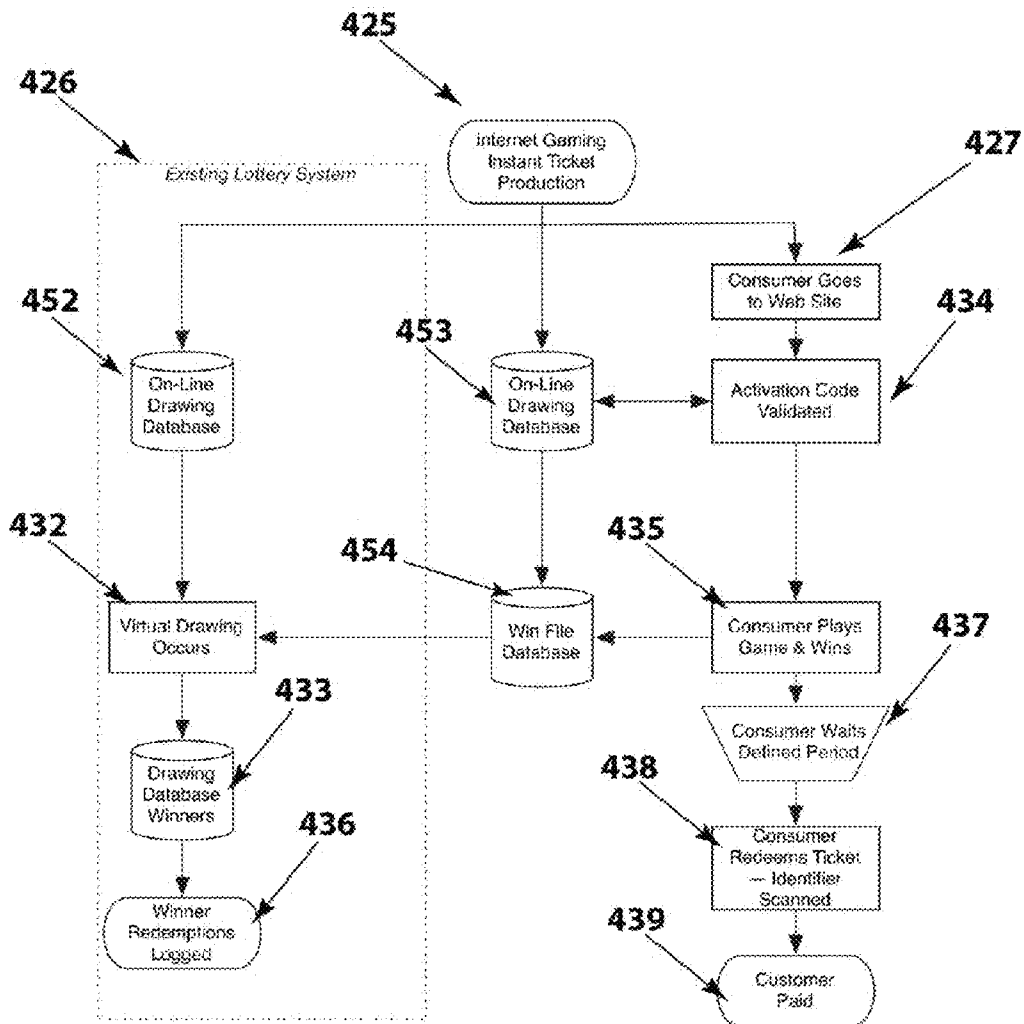 425
426
Internet Gaming
Instant Ticket
Production
427
Existing Lottery System
Consumer Goes
to Web Site
452
453
434
On-Line
Drawing
Database
On-Line
Drawing
Database
Activation Code
Validated
432
454
435
Virtual Drawing
Occurs
Win File
Database
Consumer Plays
Game & Wins
437
433
Consumer Waits
Defined Period
438
Drawing
Database
Winners
436
Consumer
Redeems Ticket
— Identifier
Scanned
439
Winner
Redemptions
Logged
Customer
Paid